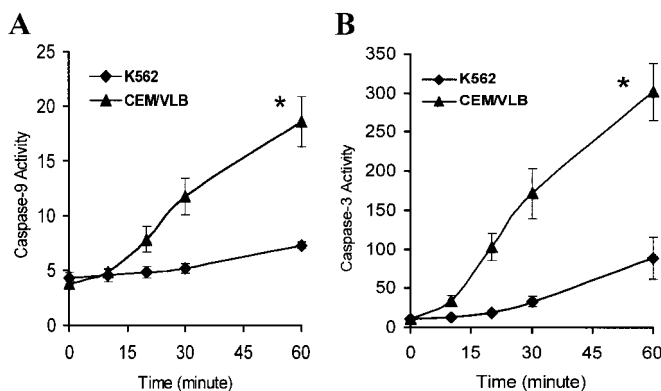 A
Caspase-9 Activity
25
20
15
10
5
0
K562
CEM/VLB
*
0 15 30 45 60
Time (minute)
B
Caspase-3 Activity
350
300
250
200
150
100
50
0
K562
CEM/VLB
*
0 15 30 45 60
Time (minute)